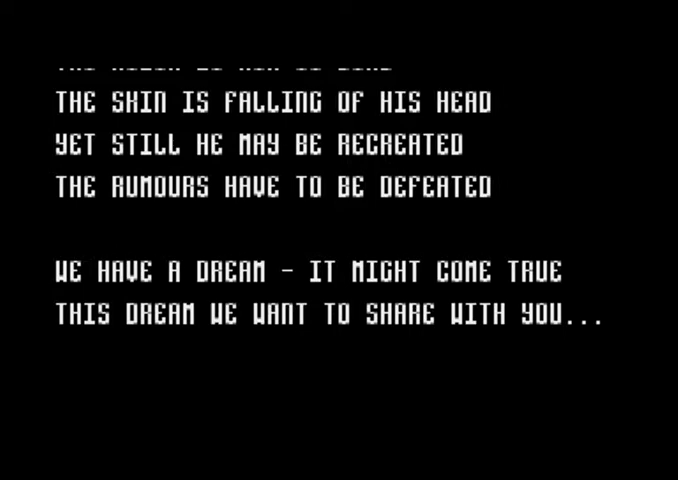 THE SKIN IS FALLING OF HIS HEAD
YET STILL HE MAY BE RECREATED
THE RUMOURS HAVE TO BE DEFEATED
WE HAVE A DREAM - IT MIGHT COME TRUE
THIS DREAM WE WANT TO SHARE WITH YOU...